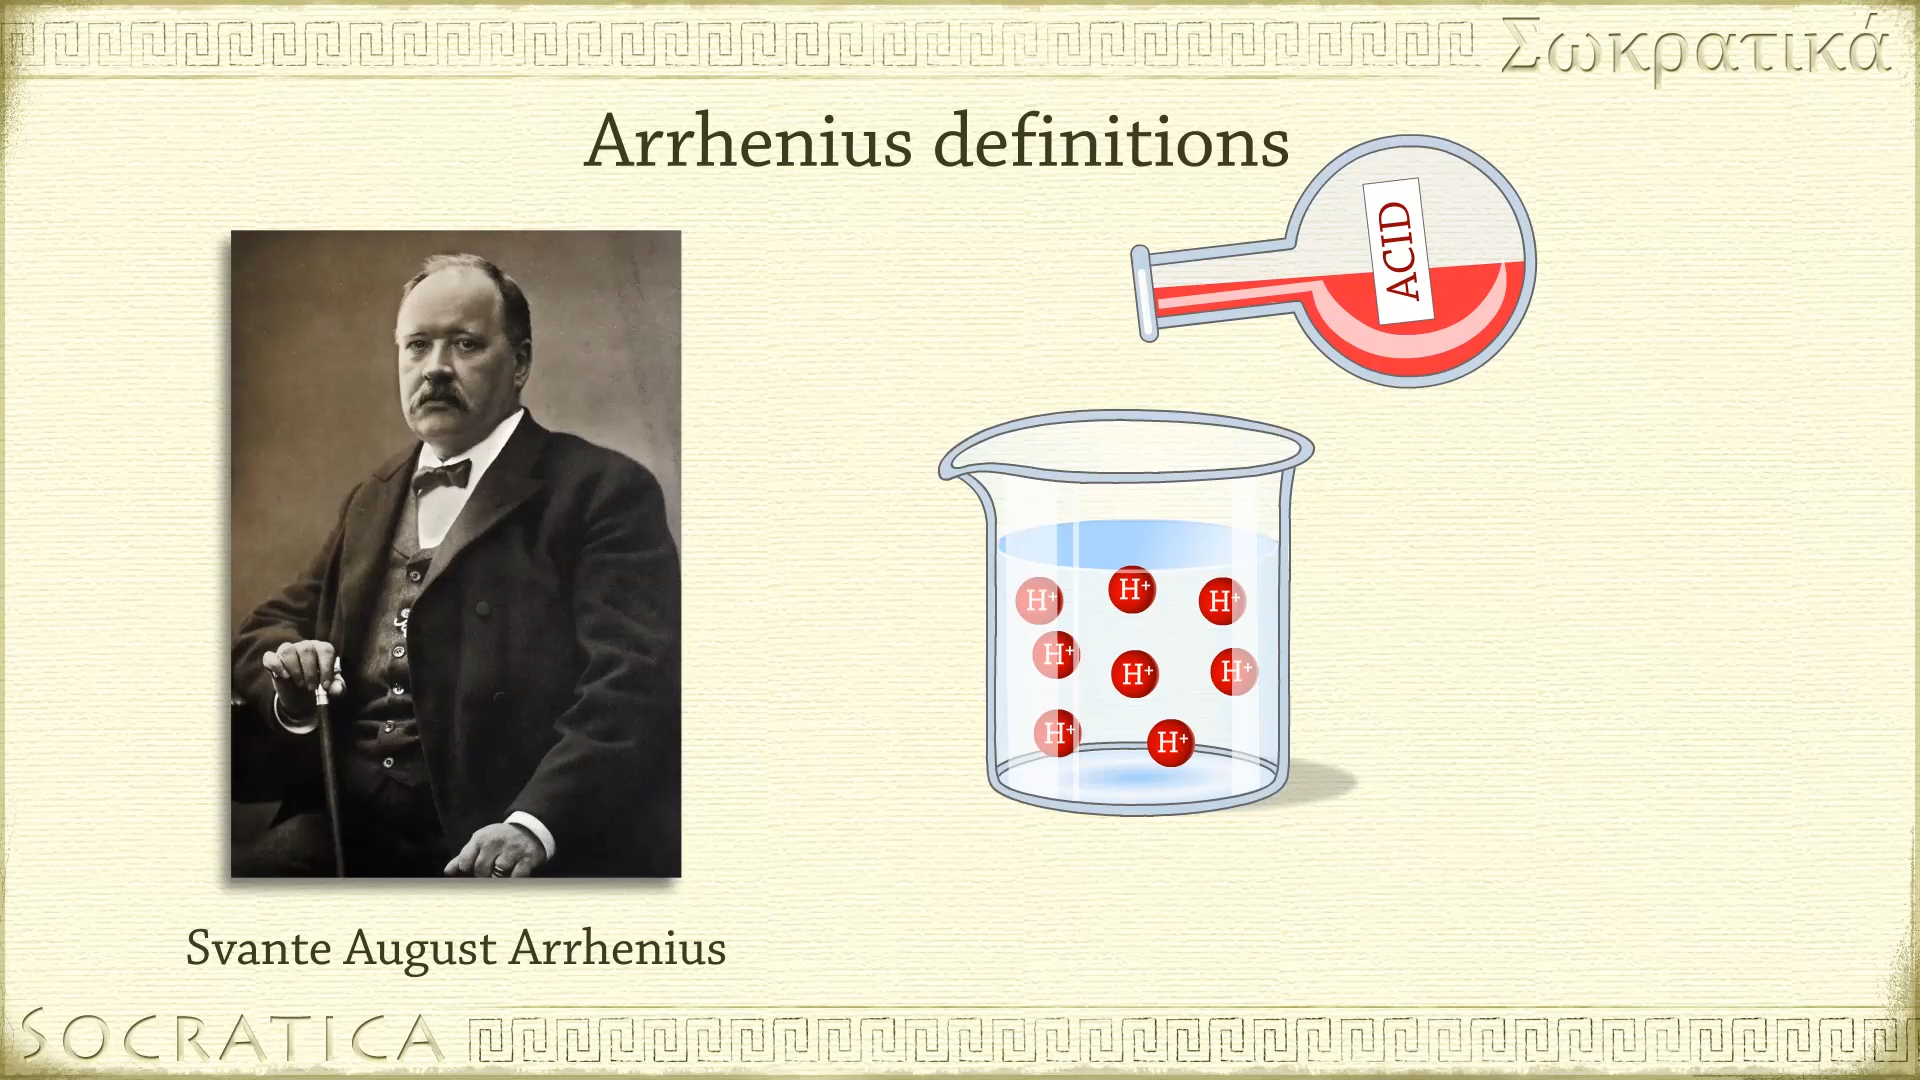 Σωκρατικά
Arrhenius definitions
ACID
H⁺
H⁺
H⁺
H⁺
H⁺
H⁺
H⁺
H⁺
Svante August Arrhenius
SOCRATICA